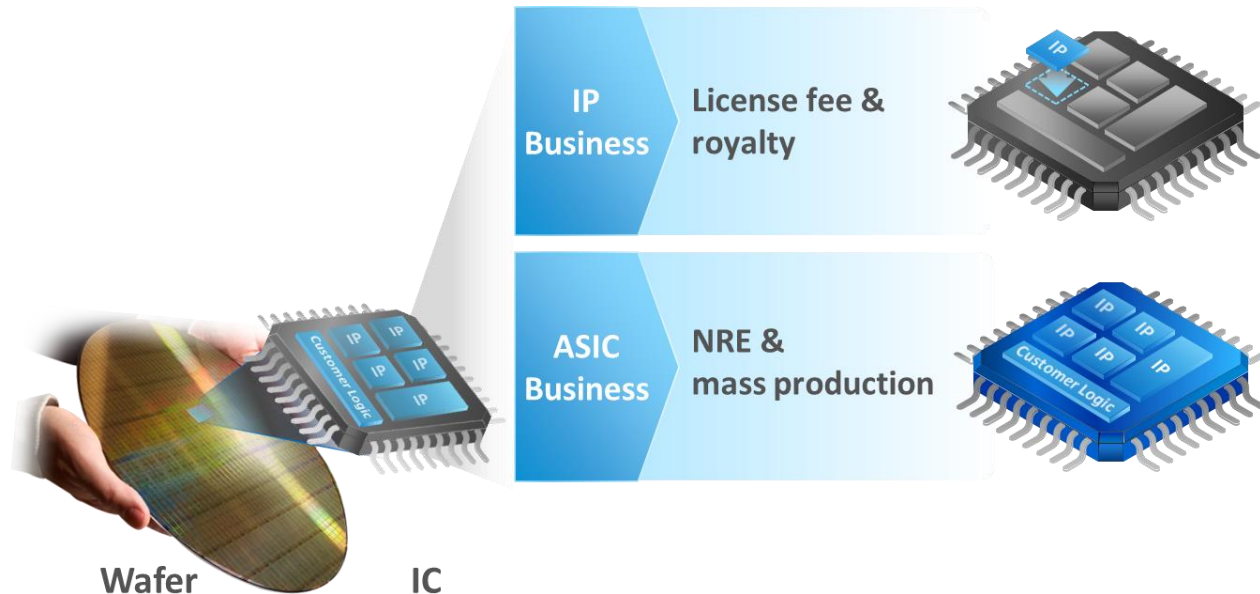 IP
Business
License fee &
royalty
IP
ASIC
Business
NRE &
mass production
IP
IP
IP
IP
IP
Customer Logic
Customer Logic
IP
IP
IP
IP
IP
Wafer
IC